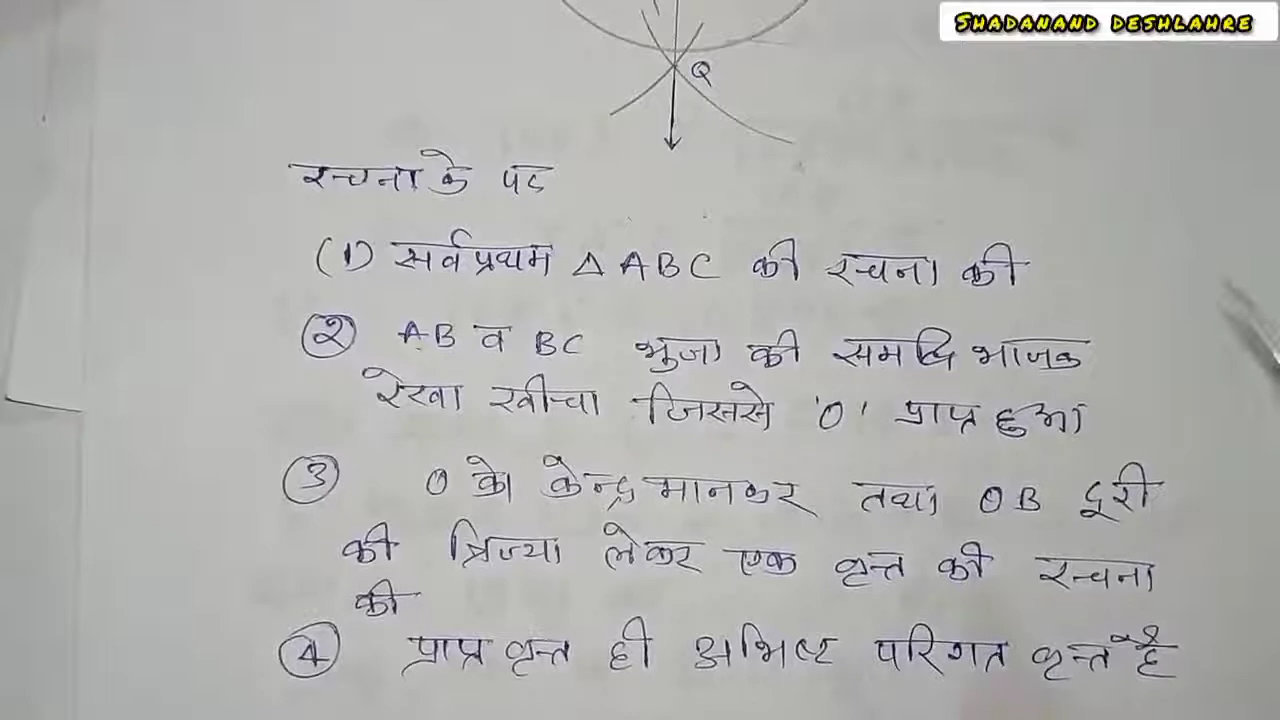 SHADANAND DESHLAHRE
Q
रचना के पद
(1) सर्वप्रथम △ ABC की रचना की
② AB व BC भुजा की समद्वि भाजक
रेखा खीचा जिससे 'O' प्राप्त हुआ
③ O को केन्द्र मानकर तथा OB दूरी
की त्रिज्या लेकर एक वृत्त की रचना
की
④ प्राप्त वृत्त ही अभिष्ट परिगत वृत्त है